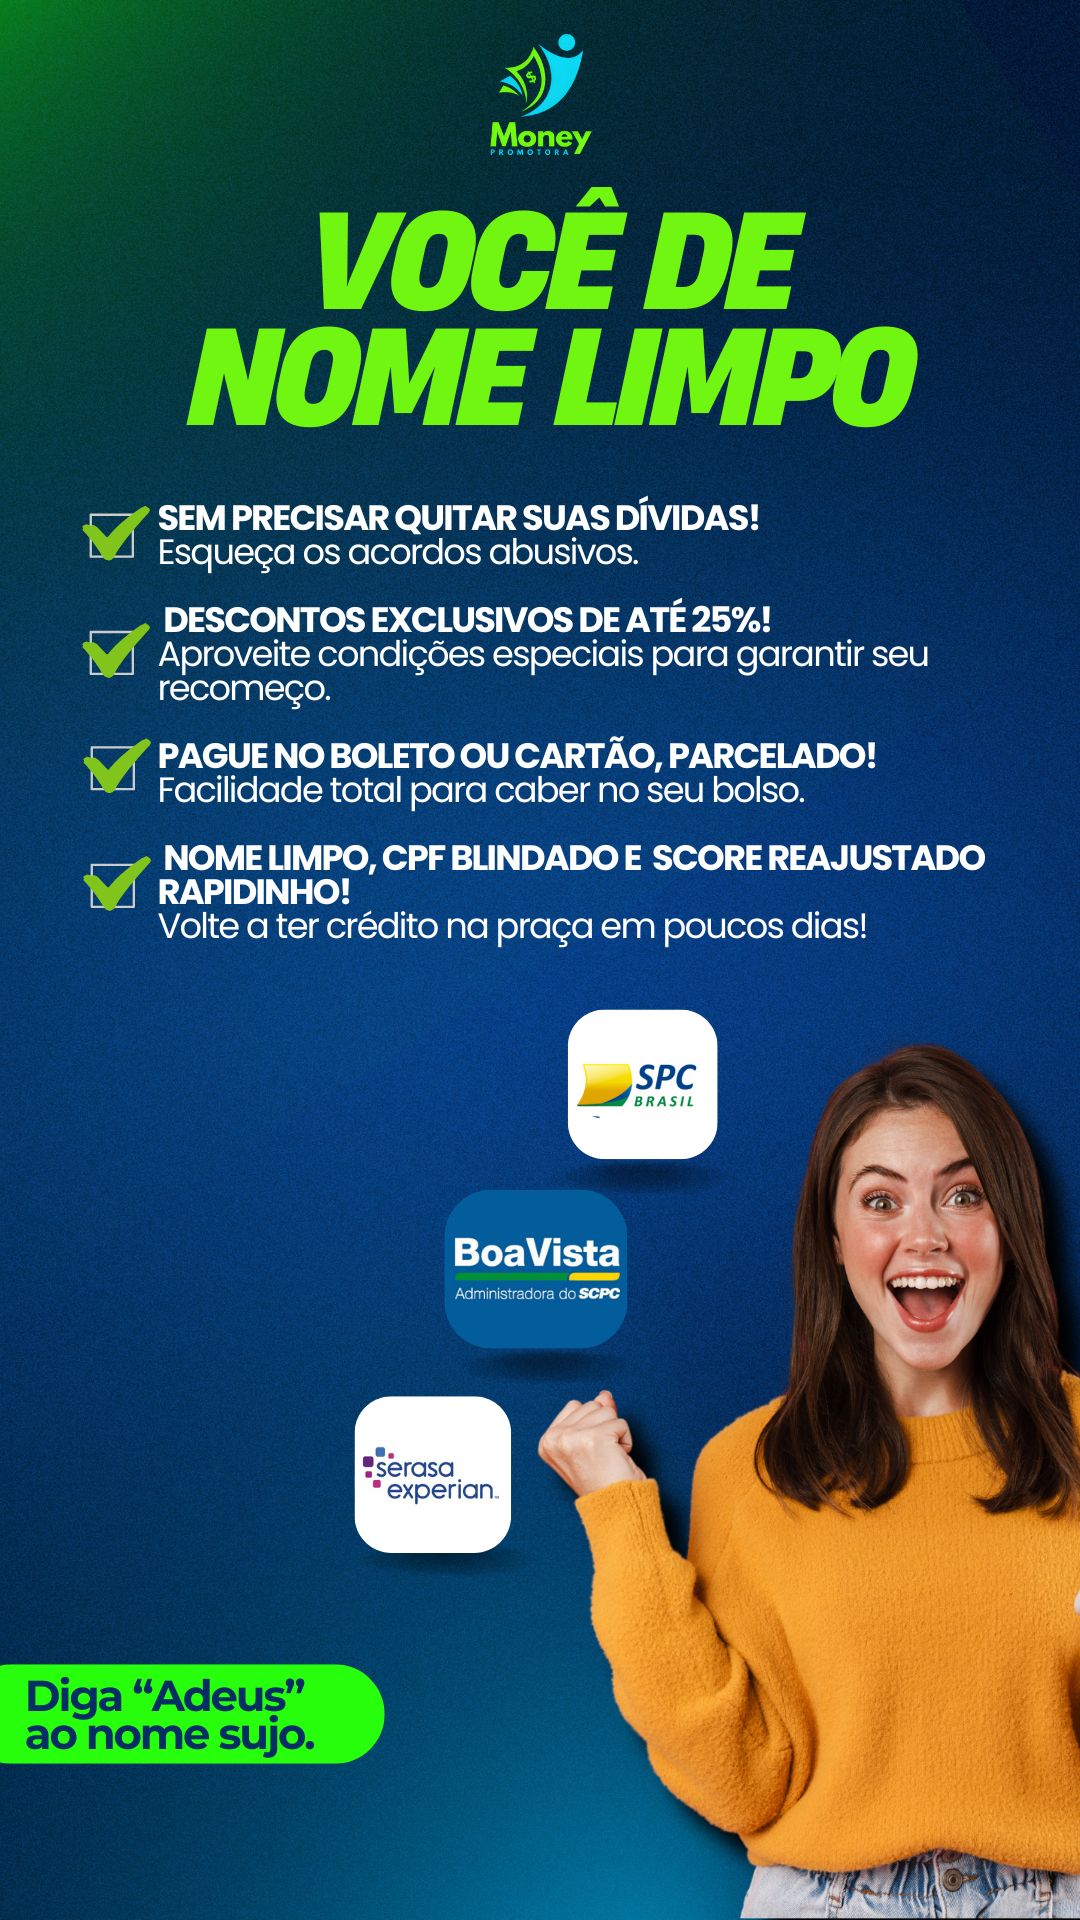 Money
PROMOTORA
VOCÊ DE
NOME LIMPO
SEM PRECISAR QUITAR SUAS DÍVIDAS!
Esqueça os acordos abusivos.
DESCONTOS EXCLUSIVOS DE ATÉ 25%!
Aproveite condições especiais para garantir seu
recomeço.
PAGUE NO BOLETO OU CARTÃO, PARCELADO!
Facilidade total para caber no seu bolso.
NOME LIMPO, CPF BLINDADO E SCORE REAJUSTADO
RAPIDINHO!
Volte a ter crédito na praça em poucos dias!
SPC
BRASIL
BoaVista
Administradora do SCPC
serasa
experian
Diga “Adeus”
ao nome sujo.